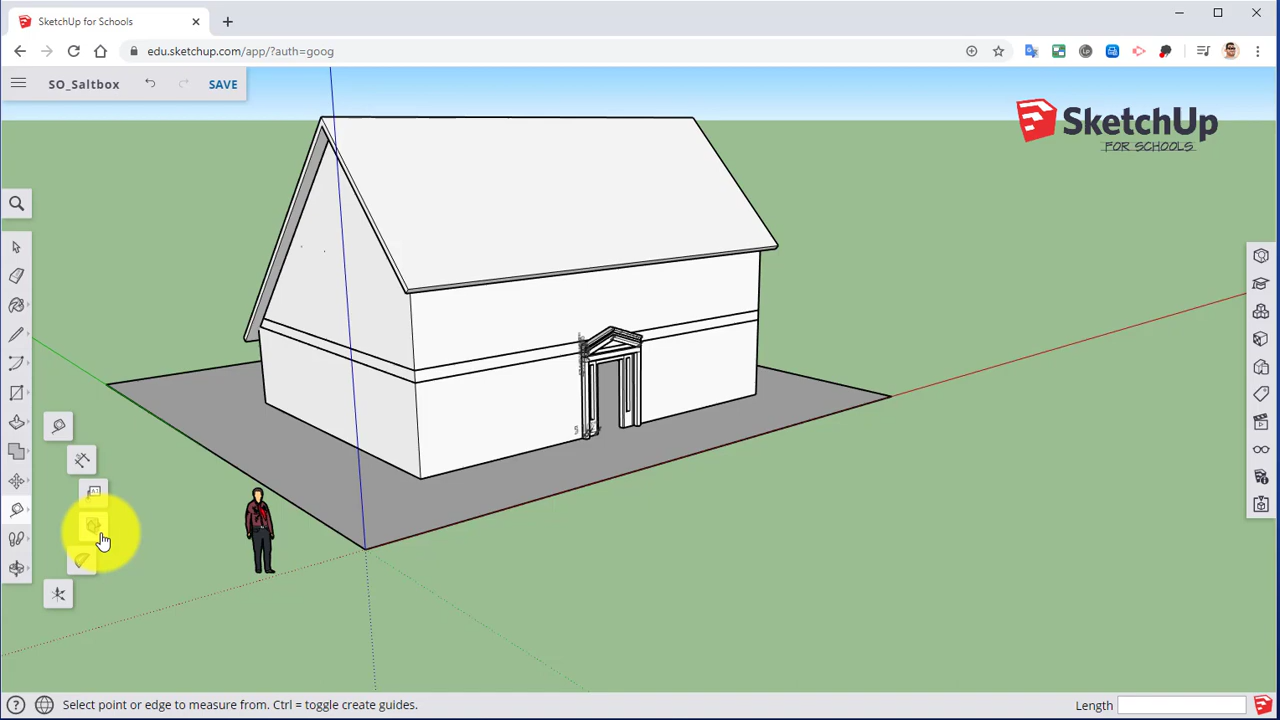 SketchUp for Schools
edu.sketchup.com/app/?auth=goog
SO_Saltbox
SAVE
SketchUp
FOR SCHOOLS
Select point or edge to measure from. Ctrl = toggle create guides.
Length